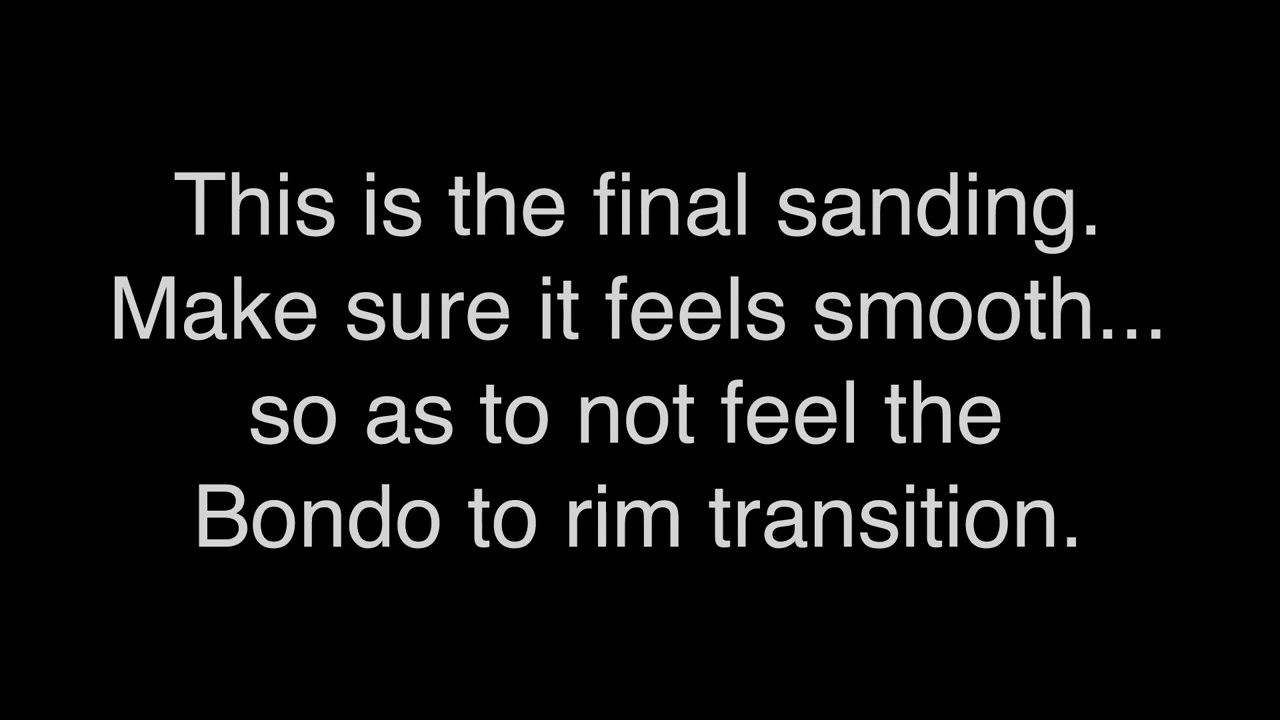 This is the final sanding.
Make sure it feels smooth...
so as to not feel the
Bondo to rim transition.